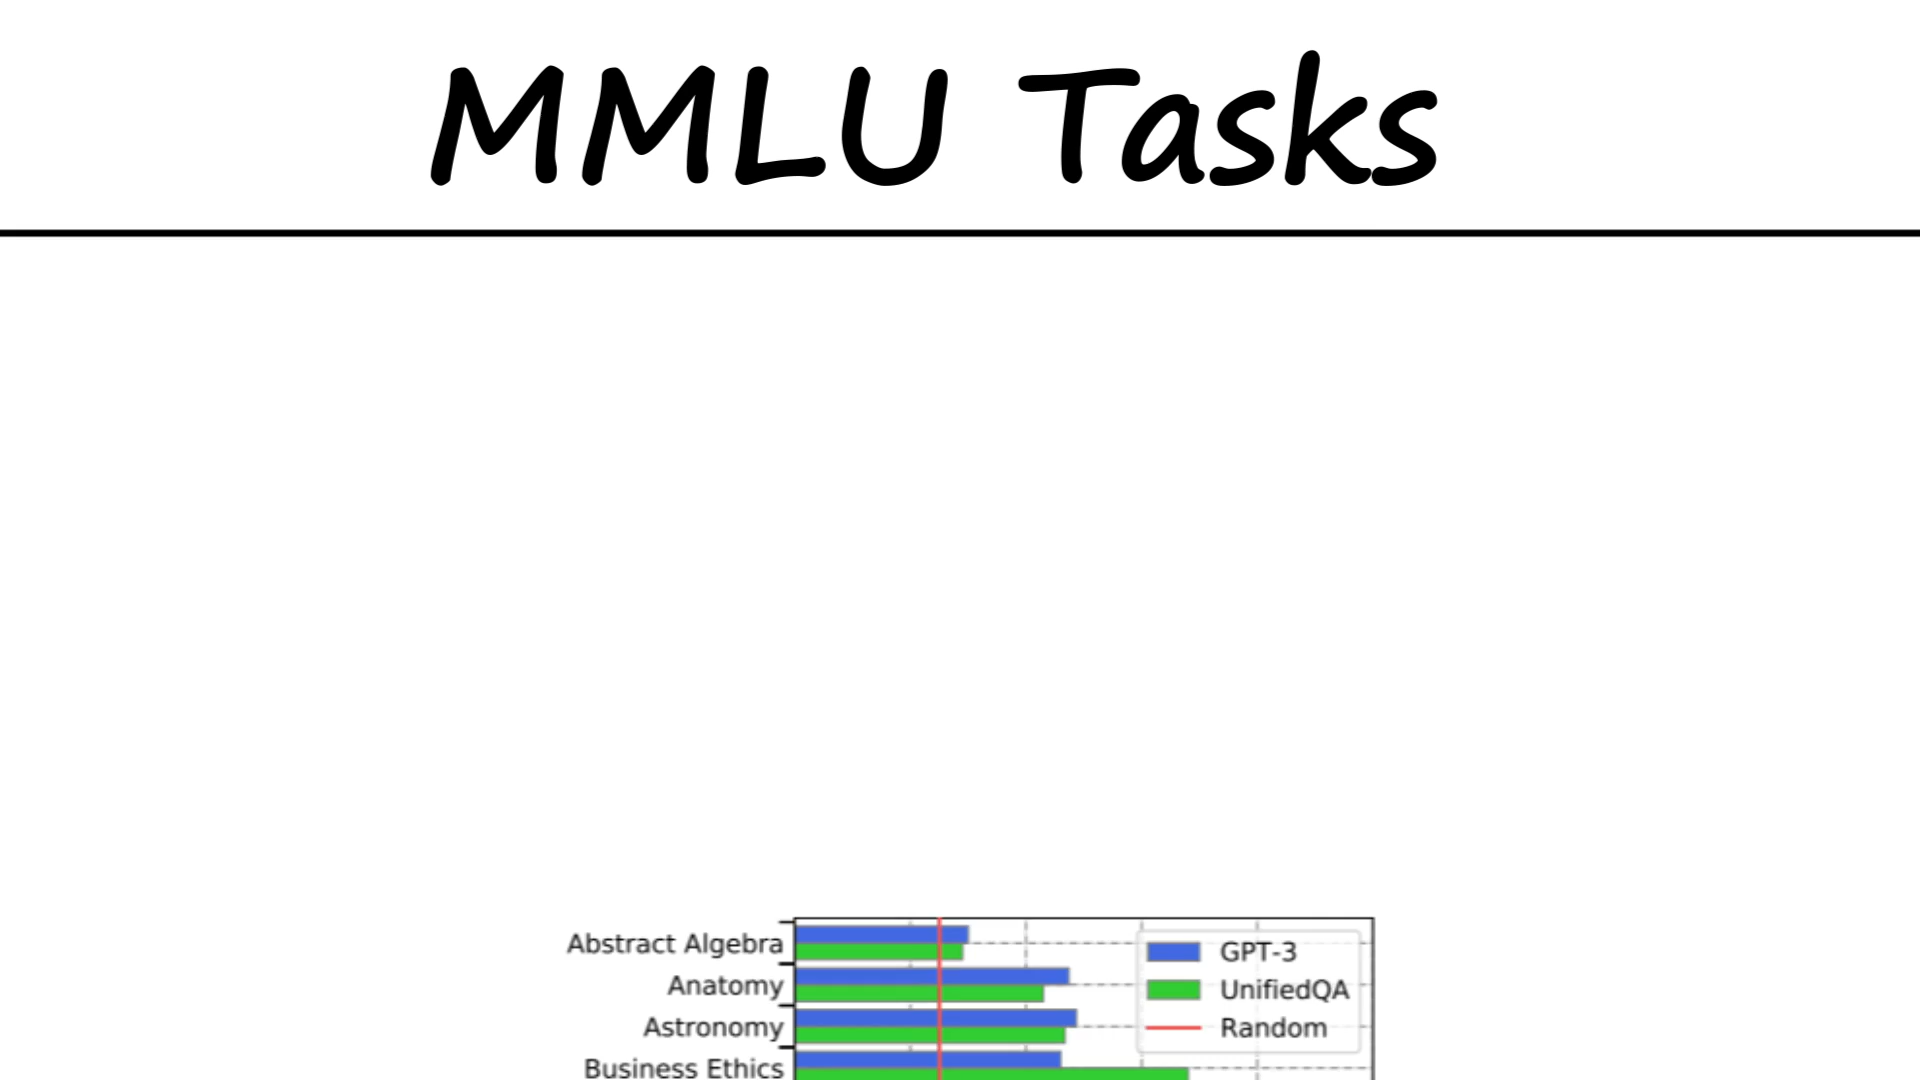 MMLU Tasks
Abstract Algebra
Anatomy
Astronomy
Business Ethics
GPT-3
UnifiedQA
Random